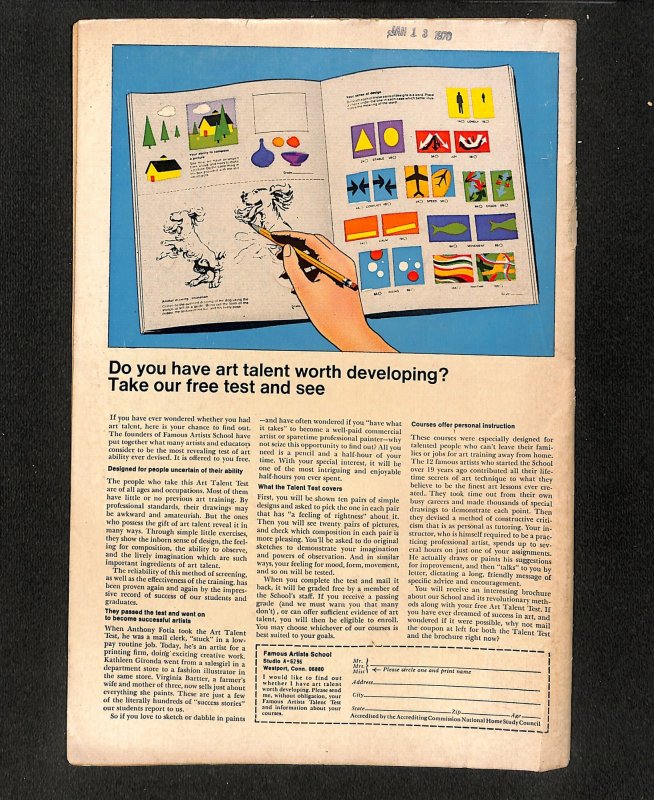 JAN 13 1970
Your ability to compose
a picture
Your sense of design
LONELY
STABLE
JOY
CONFLICT
SPEED
CALM
MOVEMENT
Do you have art talent worth developing?
Take our free test and see
If you have ever wondered whether you had
art talent, here is your chance to find out.
The founders of Famous Artists School have
put together what many artists and educators
consider to be the most revealing test of art
ability ever devised. It is offered to you free.
Designed for people uncertain of their ability
The people who take this Art Talent Test
are of all ages and occupations. Most of them
have little or no previous art training. By
professional standards, their drawings may
be awkward and amateurish. But the ones
who possess the gift of art talent reveal it in
many ways. Through simple little exercises,
they show the inborn sense of design, the feel-
ing for composition, the ability to observe,
and the lively imagination which are such
important ingredients of art talent.
The reliability of this method of screening,
as well as the effectiveness of the training, has
been proven again and again by the impres-
sive record of success of our students and
graduates.
They passed the test and went on
to become successful artists
When Anthony Fotia took the Art Talent
Test, he was a mail clerk, "stuck" in a low-
pay routine job. Today, he's an artist for a
printing firm, doing exciting creative work.
Kathleen Gironda went from a salesgirl in a
department store to a fashion illustrator in
the same store. Virginia Bartter, a farmer's
wife and mother of three, now sells just about
everything she paints. These are just a few
of the literally hundreds of "success stories"
our students report to us.
So if you love to sketch or dabble in paints
—and have often wondered if you "have what
it takes" to become a well-paid commercial
artist or sparetime professional painter—why
not seize this opportunity to find out? All you
need is a pencil and a half-hour of your
time. With your special interest, it will be
one of the most intriguing and enjoyable
half-hours you ever spent.
What the Talent Test covers
First, you will be shown ten pairs of simple
designs and asked to pick the one in each pair
that has "a feeling of rightness" about it.
Then you will see twenty pairs of pictures,
and check which composition in each pair is
more pleasing. You'll be asked to do original
sketches to demonstrate your imagination
and powers of observation. And in similar
ways, your feeling for mood, form, movement,
and so on will be tested.
When you complete the test and mail it
back, it will be graded free by a member of
the School's staff. If you receive a passing
grade (and we must warn you that many
don't), or can offer sufficient evidence of art
talent, you will then be eligible to enroll.
You may choose whichever of our courses is
best suited to your goals.
Courses offer personal instruction
These courses were especially designed for
talented people who can't leave their fami-
lies or jobs for art training away from home.
The 12 famous artists who started the School
over 19 years ago contributed all their life-
time secrets of art technique to what they
believe to be the finest art lessons ever cre-
ated. They took time out from their own
busy careers and made thousands of special
drawings to demonstrate each point. Then
they devised a method of constructive criti-
cism that is as personal as tutoring. Your in-
structor, who is himself required to be a prac-
ticing professional artist, spends up to sev-
eral hours on just one of your assignments.
He actually draws or paints his suggestions
for improvement, and then "talks" to you by
letter, dictating a long, friendly message of
specific advice and encouragement.
You will receive an interesting brochure
about our School and its revolutionary meth-
ods along with your free Art Talent Test. If
you have ever dreamed of success in art, and
wondered if it were possible, why not mail
the coupon at left for both the Talent Test
and the brochure right now?
Famous Artists School
Studio A-5295
Westport, Conn. 06880
I would like to find out
whether I have art talent
worth developing. Please send
me, without obligation, your
Famous Artists Talent Test
and information about your
courses.
Mr.
Mrs.
Miss
Please circle one and print name
Address
City
State Zip Age
Accredited by the Accrediting Commission National Home Study Council